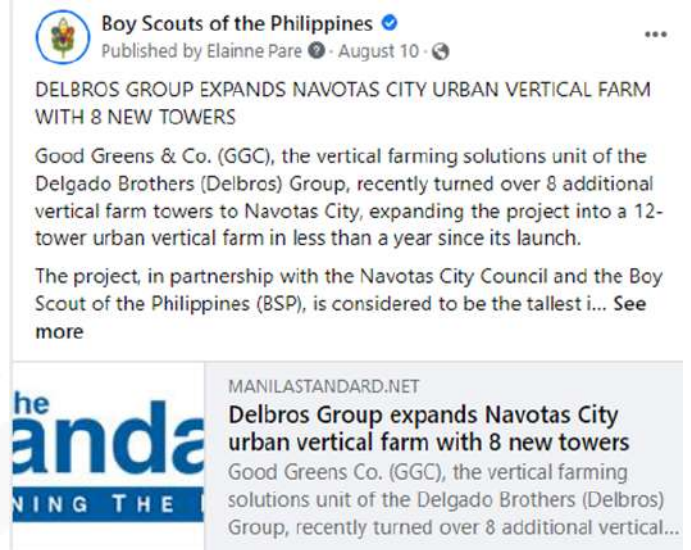 Boy Scouts of the Philippines
Published by Elainne Pare · August 10 ·
DELBROS GROUP EXPANDS NAVOTAS CITY URBAN VERTICAL FARM
WITH 8 NEW TOWERS
Good Greens & Co. (GGC), the vertical farming solutions unit of the
Delgado Brothers (Delbros) Group, recently turned over 8 additional
vertical farm towers to Navotas City, expanding the project into a 12-
tower urban vertical farm in less than a year since its launch.
The project, in partnership with the Navotas City Council and the Boy
Scout of the Philippines (BSP), is considered to be the tallest i... See
more
he
anda
NING THE
MANILASTANDARD.NET
Delbros Group expands Navotas City
urban vertical farm with 8 new towers
Good Greens Co. (GGC), the vertical farming
solutions unit of the Delgado Brothers (Delbros)
Group, recently turned over 8 additional vertical...